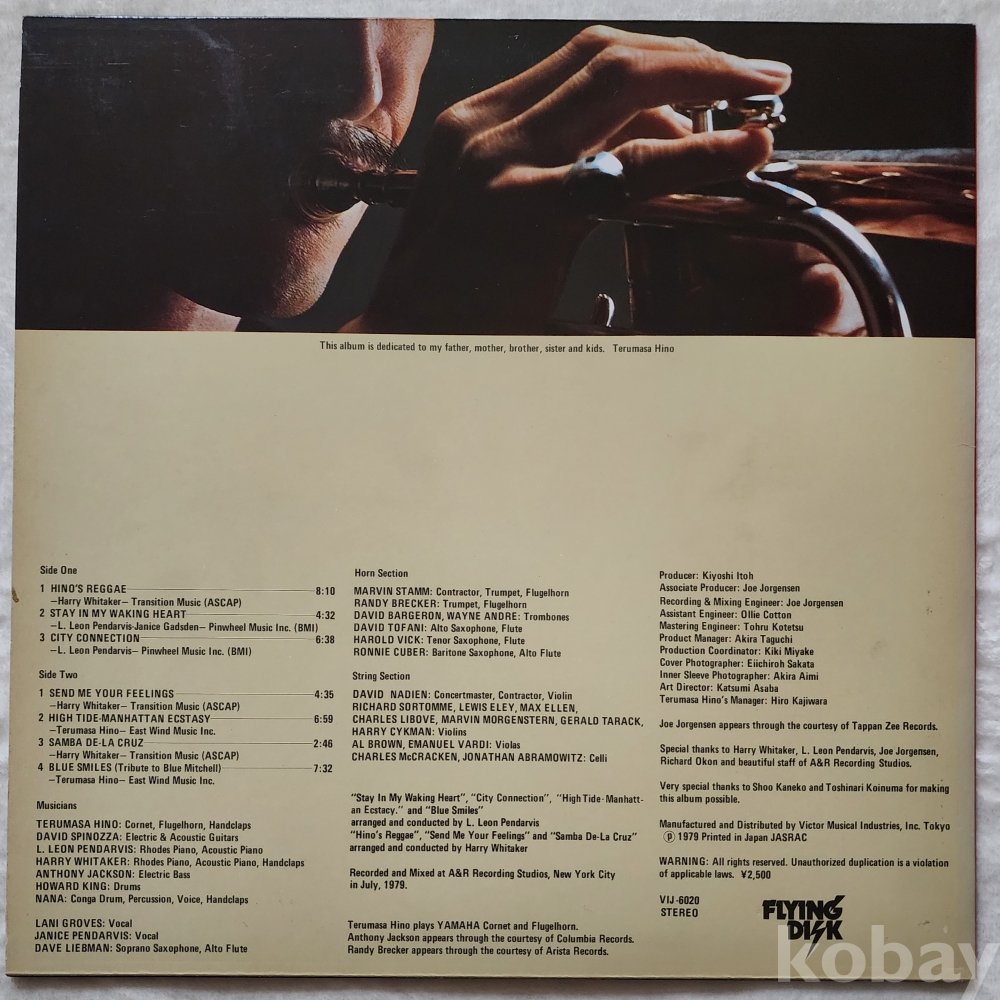 This album is dedicated to my father, mother, brother, sister and kids. Terumasa Hino
Side One
1 HINO'S REGGAE 8:10
—Harry Whitaker— Transition Music (ASCAP)
2 STAY IN MY WAKING HEART 4:32
—L. Leon Pendarvis-Janice Gadsden— Pinwheel Music Inc. (BMI)
3 CITY CONNECTION 6:38
—L. Leon Pendarvis— Pinwheel Music Inc. (BMI)
Side Two
1 SEND ME YOUR FEELINGS 4:35
—Harry Whitaker— Transition Music (ASCAP)
2 HIGH TIDE-MANHATTAN ECSTASY 6:59
—Terumasa Hino— East Wind Music Inc.
3 SAMBA DE-LA CRUZ 2:46
—Harry Whitaker— Transition Music (ASCAP)
4 BLUE SMILES (Tribute to Blue Mitchell) 7:32
—Terumasa Hino— East Wind Music Inc.
Musicians
TERUMASA HINO: Cornet, Flugelhorn, Handclaps
DAVID SPINOZZA: Electric & Acoustic Guitars
L. LEON PENDARVIS: Rhodes Piano, Acoustic Piano
HARRY WHITAKER: Rhodes Piano, Acoustic Piano, Handclaps
ANTHONY JACKSON: Electric Bass
HOWARD KING: Drums
NANA: Conga Drum, Percussion, Voice, Handclaps
LANI GROVES: Vocal
JANICE PENDARVIS: Vocal
DAVE LIEBMAN: Soprano Saxophone, Alto Flute
Horn Section
MARVIN STAMM: Contractor, Trumpet, Flugelhorn
RANDY BRECKER: Trumpet, Flugelhorn
DAVID BARGERON, WAYNE ANDRE: Trombones
DAVID TOFANI: Alto Saxophone, Flute
HAROLD VICK: Tenor Saxophone, Flute
RONNIE CUBER: Baritone Saxophone, Alto Flute
String Section
DAVID NADIEN: Concertmaster, Contractor, Violin
RICHARD SORTOMME, LEWIS ELEY, MAX ELLEN,
CHARLES LIBOVE, MARVIN MORGENSTERN, GERALD TARACK,
HARRY CYKMAN: Violins
AL BROWN, EMANUEL VARDI: Violas
CHARLES McCRACKEN, JONATHAN ABRAMOWITZ: Celli
"Stay In My Waking Heart", "City Connection", "High Tide-Manhatt-
an Ecstacy." and "Blue Smiles"
arranged and conducted by L. Leon Pendarvis
"Hino's Reggae", "Send Me Your Feelings" and "Samba De-La Cruz"
arranged and conducted by Harry Whitaker
Recorded and Mixed at A&R Recording Studios, New York City
in July, 1979.
Terumasa Hino plays YAMAHA Cornet and Flugelhorn.
Anthony Jackson appears through the courtesy of Columbia Records.
Randy Brecker appears through the courtesy of Arista Records.
Producer: Kiyoshi Itoh
Associate Producer: Joe Jorgensen
Recording & Mixing Engineer: Joe Jorgensen
Assistant Engineer: Ollie Cotton
Mastering Engineer: Tohru Kotetsu
Product Manager: Akira Taguchi
Production Coordinator: Kiki Miyake
Cover Photographer: Eiichiroh Sakata
Inner Sleeve Photographer: Akira Aimi
Art Director: Katsumi Asaba
Terumasa Hino's Manager: Hiro Kajiwara
Joe Jorgensen appears through the courtesy of Tappan Zee Records.
Special thanks to Harry Whitaker, L. Leon Pendarvis, Joe Jorgensen,
Richard Okon and beautiful staff of A&R Recording Studios.
Very special thanks to Shoo Kaneko and Toshinari Koinuma for making
this album possible.
Manufactured and Distributed by Victor Musical Industries, Inc. Tokyo
Ⓟ 1979 Printed in Japan JASRAC
WARNING: All rights reserved. Unauthorized duplication is a violation
of applicable laws. ¥2,500
VIJ-6020
STEREO
FLYING
DISK
kobay